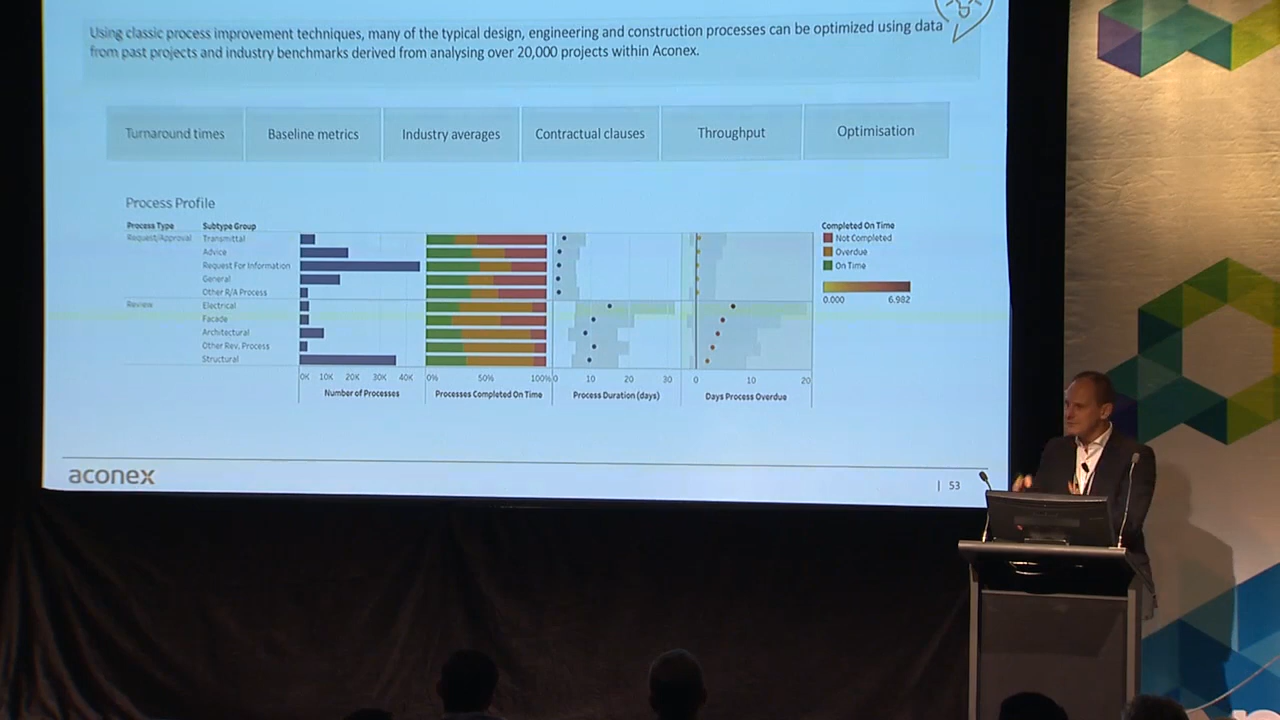 Using classic process improvement techniques, many of the typical design, engineering and construction processes can be optimized using data
from past projects and industry benchmarks derived from analysing over 20,000 projects within Aconex.
Turnaround times Baseline metrics Industry averages Contractual clauses Throughput Optimisation
Process Profile
Process Type Subtype Group Completed On Time
Request/Approval Transmittal Not Completed
Advice Overdue
Request For Information On Time
General
Other R/A Process 0.000 6.982
Review Electrical
Facade
Architectural
Other Rev. Process
Structural
0K 10K 20K 30K 40K 0% 50% 100% 0 10 20 30 0 10 20
Number of Processes Processes Completed On Time Process Duration (days) Days Process Overdue
aconex | 53